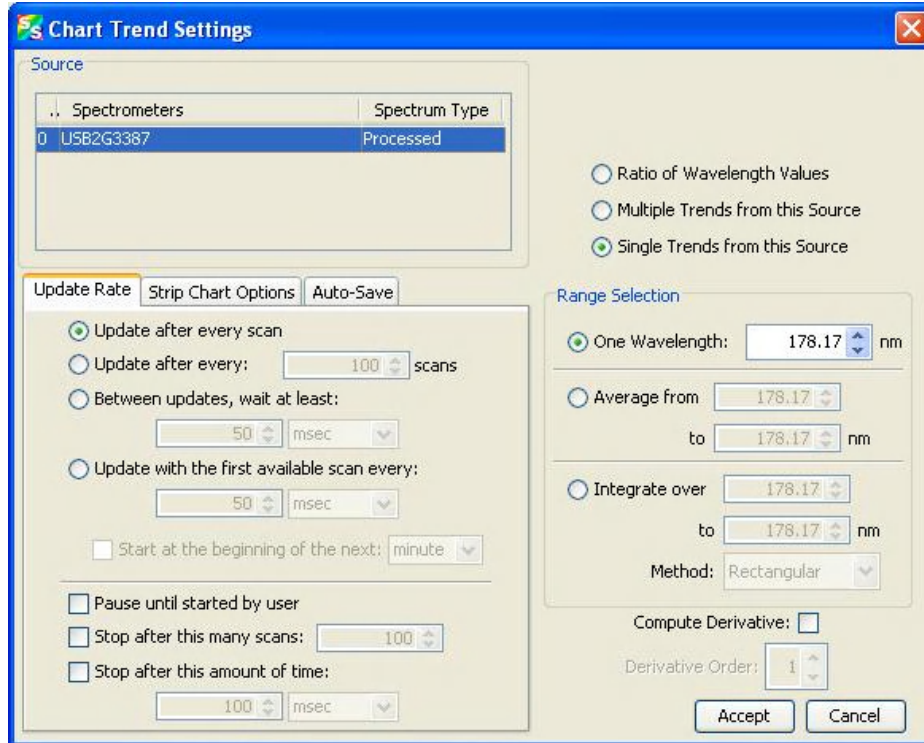 Chart Trend Settings
Source
.. Spectrometers Spectrum Type
0 USB2G3387 Processed
Ratio of Wavelength Values
Multiple Trends from this Source
Single Trends from this Source
Update Rate Strip Chart Options Auto-Save
Update after every scan
Update after every: 100 scans
Between updates, wait at least:
50 msec
Update with the first available scan every:
50 msec
Start at the beginning of the next: minute
Pause until started by user
Stop after this many scans: 100
Stop after this amount of time:
100 msec
Range Selection
One Wavelength: 178.17 nm
Average from 178.17
to 178.17 nm
Integrate over 178.17
to 178.17 nm
Method: Rectangular
Compute Derivative:
Derivative Order: 1
Accept Cancel